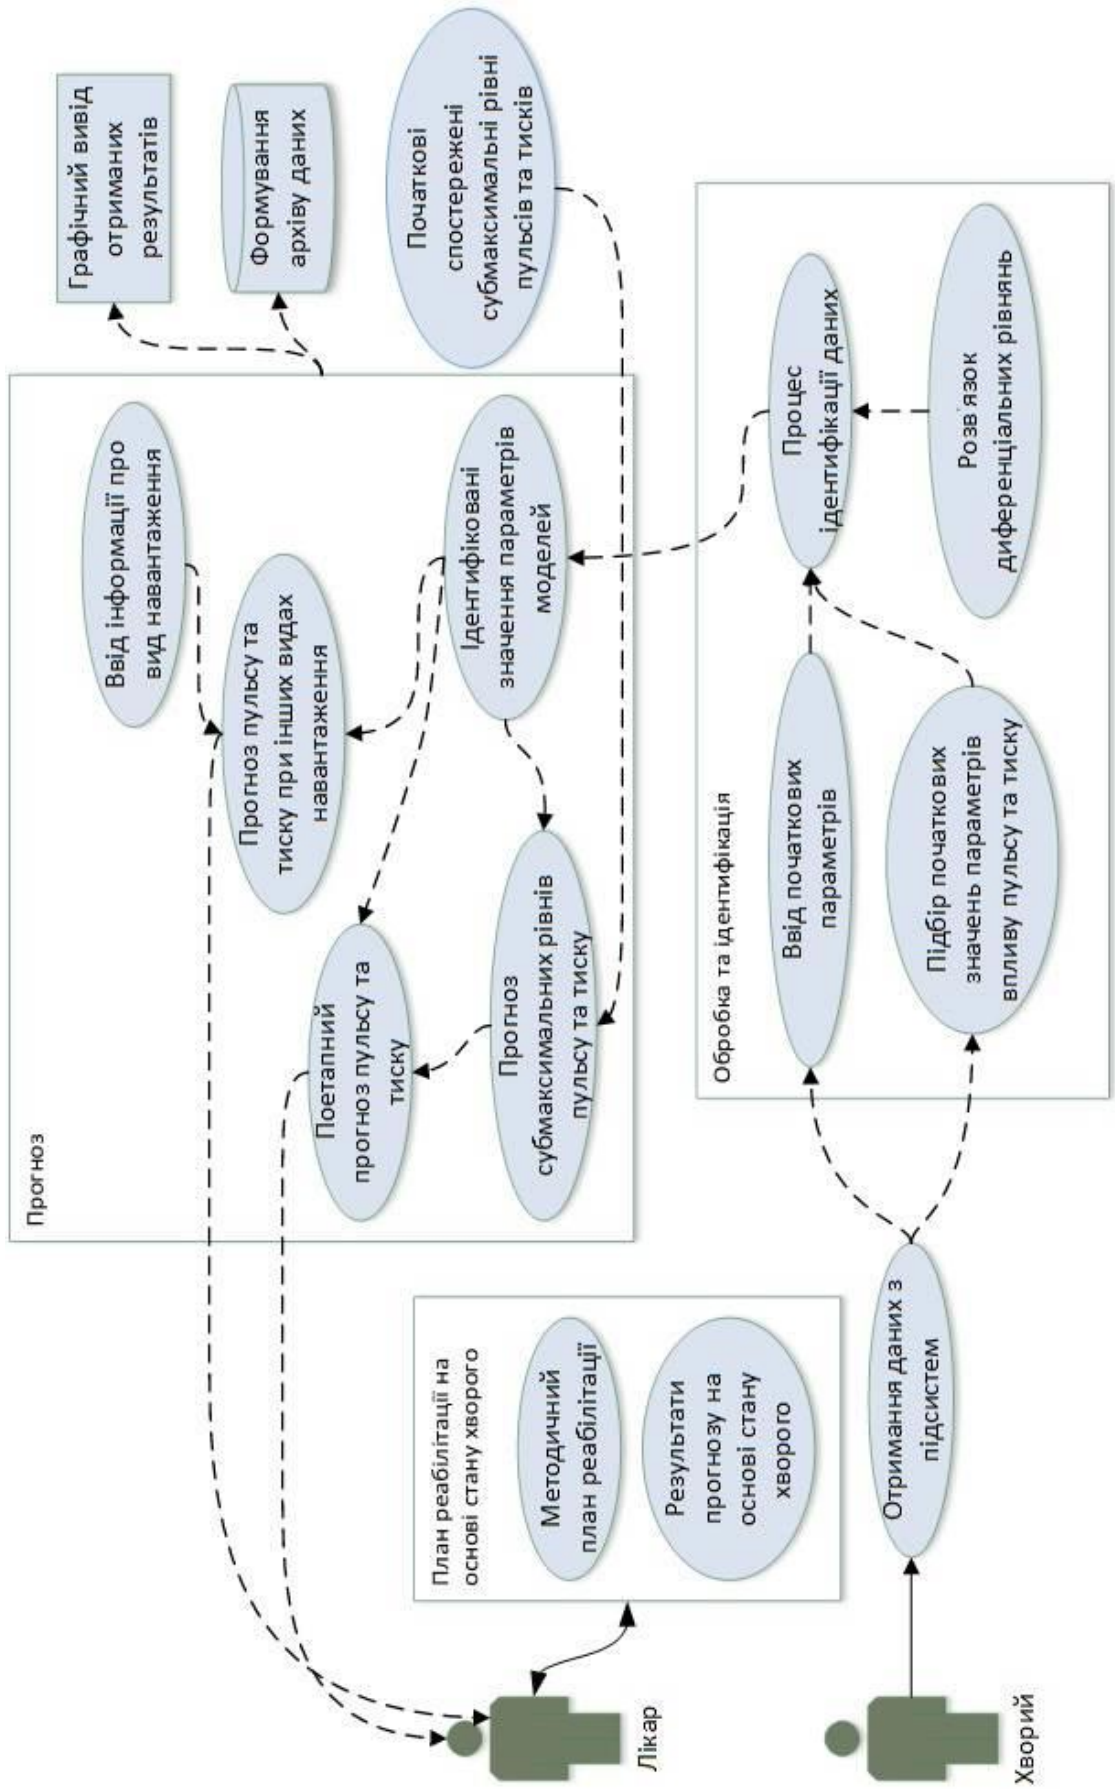 Прогноз
Ввід інформації про
вид навантаження
Прогноз пульсу та
тиску при інших видах
навантаження
Поетапний
прогноз пульсу та
тиску
Ідентифіковані
значення параметрів
моделей
Прогноз
субмаксимальних рівнів
пульсу та тиску
Графічний вивід
отриманих
результатів
Формування
архіву даних
Початкові
спостережені
субмаксимальні рівні
пульсів та тисків
План реабілітації на
основі стану хворого
Методичний
план реабілітації
Результати
прогнозу на
основі стану
хворого
Лікар
Обробка та ідентифікація
Ввід початкових
параметрів
Процес
ідентифікації даних
Підбір початкових
значень параметрів
впливу пульсу та тиску
Розв'язок
диференціальних рівнянь
Отримання даних з
підсистем
Хворий